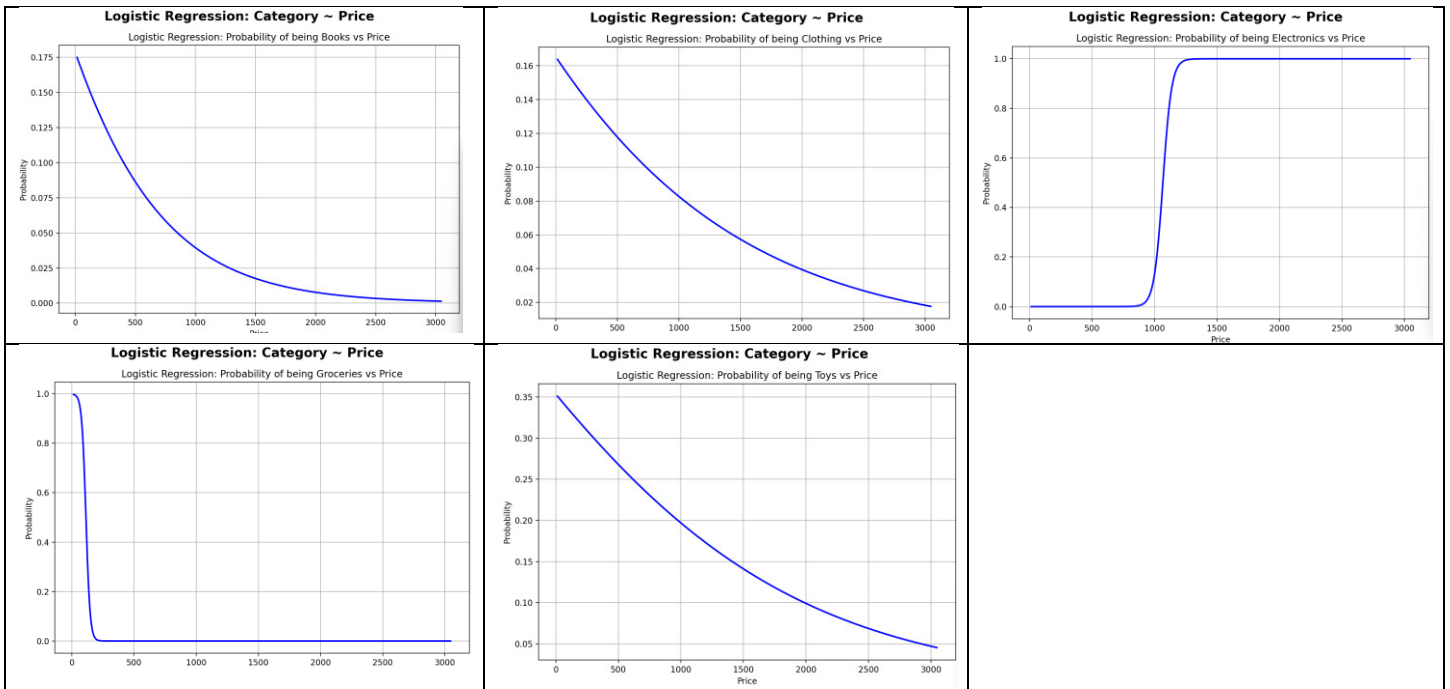 Logistic Regression: Category ~ Price
Logistic Regression: Probability of being Books vs Price
Probability
0.175
0.150
0.125
0.100
0.075
0.050
0.025
0.000
0 500 1000 1500 2000 2500 3000
Price
Logistic Regression: Category ~ Price
Logistic Regression: Probability of being Clothing vs Price
Probability
0.16
0.14
0.12
0.10
0.08
0.06
0.04
0.02
0 500 1000 1500 2000 2500 3000
Logistic Regression: Category ~ Price
Logistic Regression: Probability of being Electronics vs Price
Probability
1.0
0.8
0.6
0.4
0.2
0.0
0 500 1000 1500 2000 2500 3000
Price
Logistic Regression: Category ~ Price
Logistic Regression: Probability of being Groceries vs Price
Probability
1.0
0.8
0.6
0.4
0.2
0.0
0 500 1000 1500 2000 2500 3000
Logistic Regression: Category ~ Price
Logistic Regression: Probability of being Toys vs Price
Probability
0.35
0.30
0.25
0.20
0.15
0.10
0.05
0 500 1000 1500 2000 2500 3000
Price